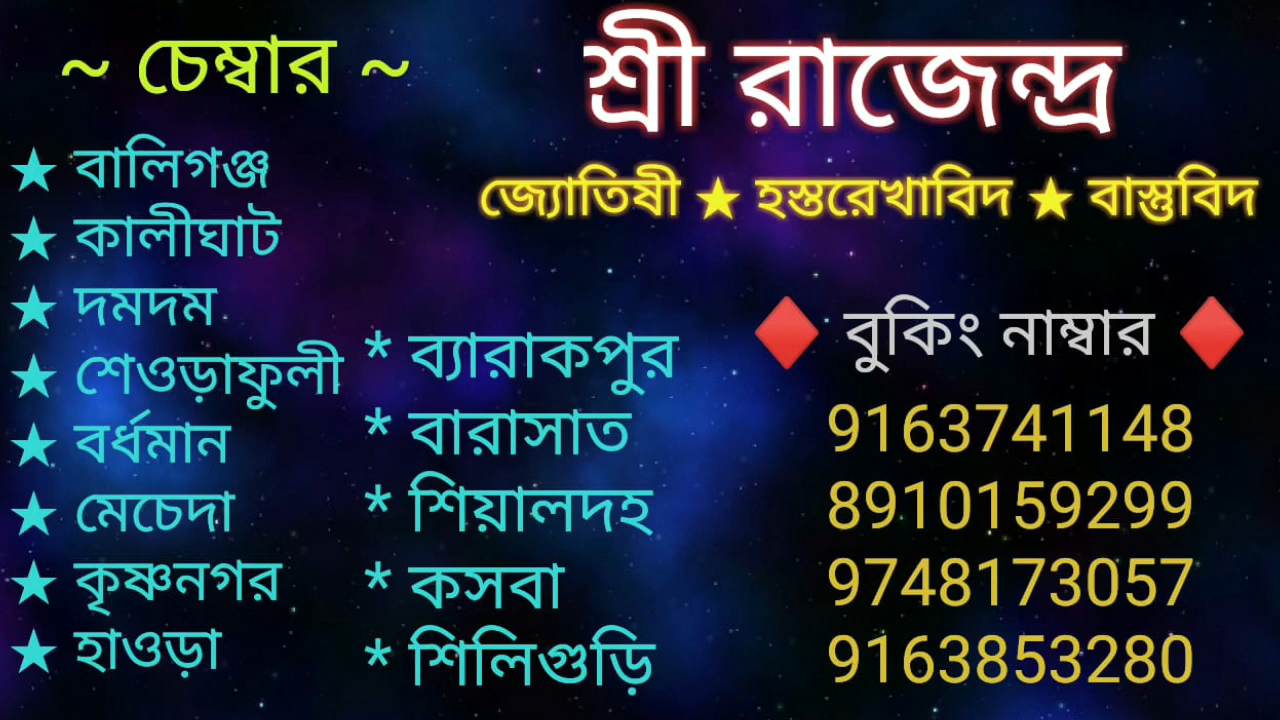 ~ চেম্বার ~
★ বালিগঞ্জ
★ কালীঘাট
★ দমদম
★ শেওড়াফুলী
★ বর্ধমান
★ মেচেদা
★ কৃষ্ণনগর
★ হাওড়া
* ব্যারাকপুর
* বারাসাত
* শিয়ালদহ
* কসবা
* শিলিগুড়ি
শ্রী রাজেন্দ্র
জ্যোতিষী ★ হস্তরেখাবিদ ★ বাস্তুবিদ
♦ বুকিং নাম্বার ♦
9163741148
8910159299
9748173057
9163853280